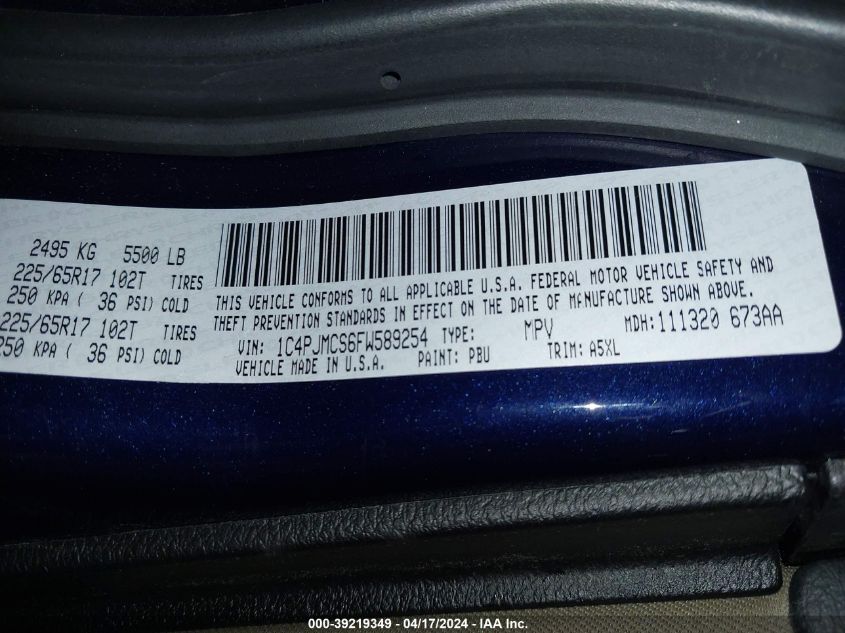 2495 KG 5500 LB
225/65R17 102T TIRES
250 KPA ( 36 PSI) COLD
225/65R17 102T TIRES
250 KPA ( 36 PSI) COLD
THIS VEHICLE CONFORMS TO ALL APPLICABLE U.S.A. FEDERAL MOTOR VEHICLE SAFETY AND
THEFT PREVENTION STANDARDS IN EFFECT ON THE DATE OF MANUFACTURE SHOWN ABOVE.
VIN: 1C4PJMCS6FW589254 TYPE: MPV MDH:111320 673AA
VEHICLE MADE IN U.S.A. PAINT: PBU TRIM: A5XL
000-39219349 - 04/17/2024 - IAA Inc.